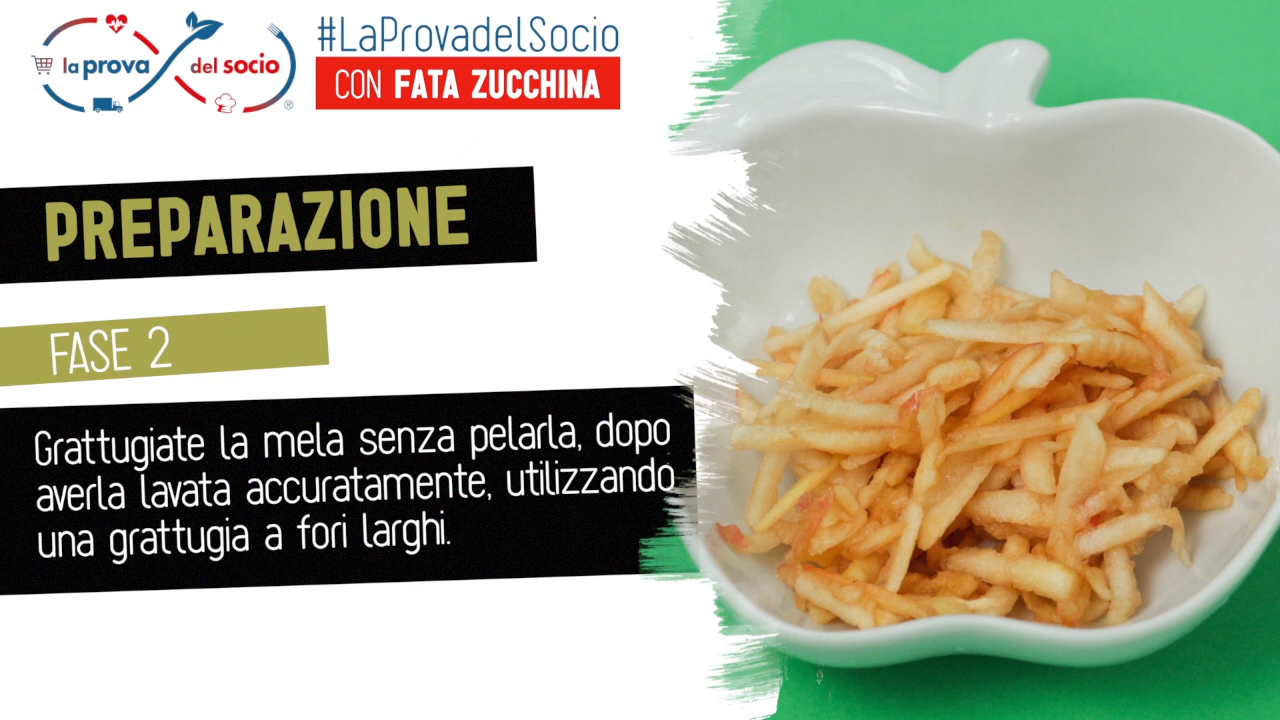 la prova del socio ®
#LaProvadelSocio
CON FATA ZUCCHINA
PREPARAZIONE
FASE 2
Grattugiate la mela senza pelarla, dopo
averla lavata accuratamente, utilizzando
una grattugia a fori larghi.